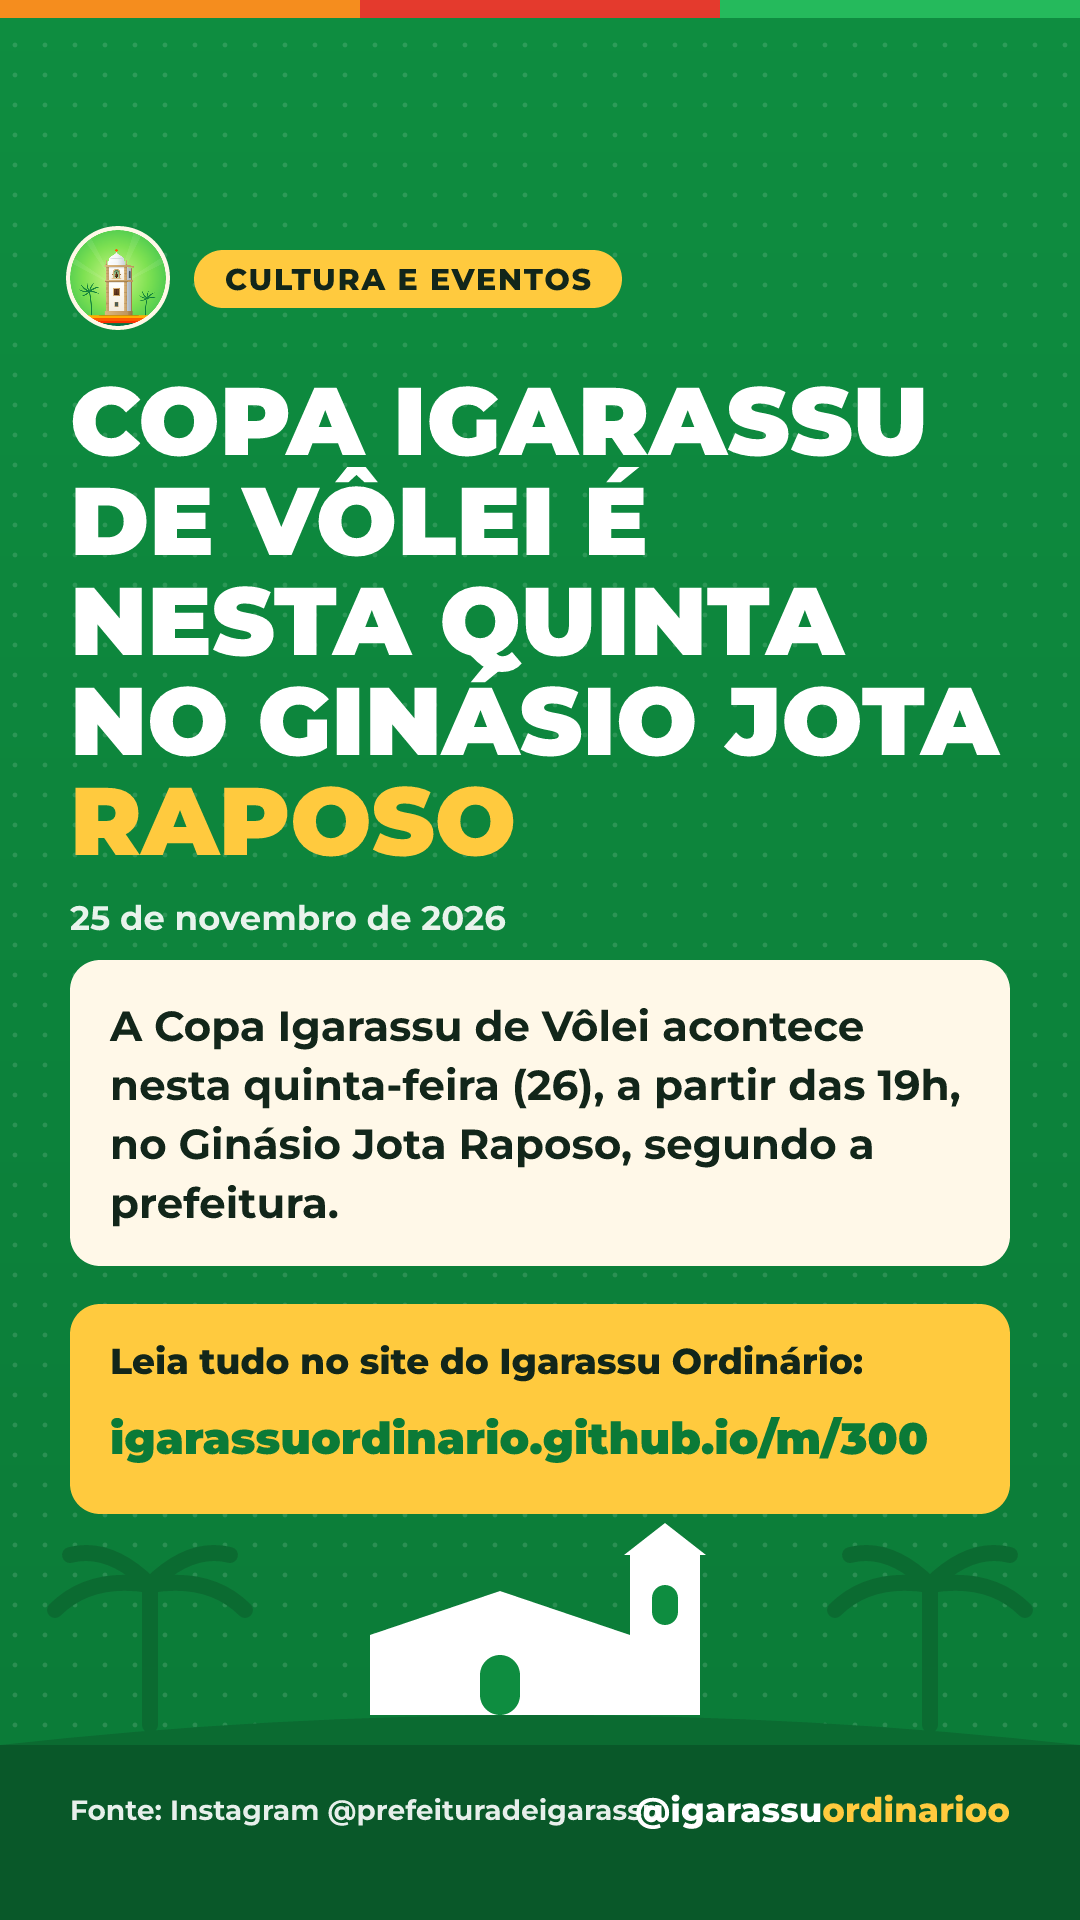 CULTURA E EVENTOS
COPA IGARASSU
DE VÔLEI É
NESTA QUINTA
NO GINÁSIO JOTA
RAPOSO
25 de novembro de 2026
A Copa Igarassu de Vôlei acontece
nesta quinta-feira (26), a partir das 19h,
no Ginásio Jota Raposo, segundo a
prefeitura.
Leia tudo no site do Igarassu Ordinário:
igarassuordinario.github.io/m/300
Fonte: Instagram @igarassuordinarioo